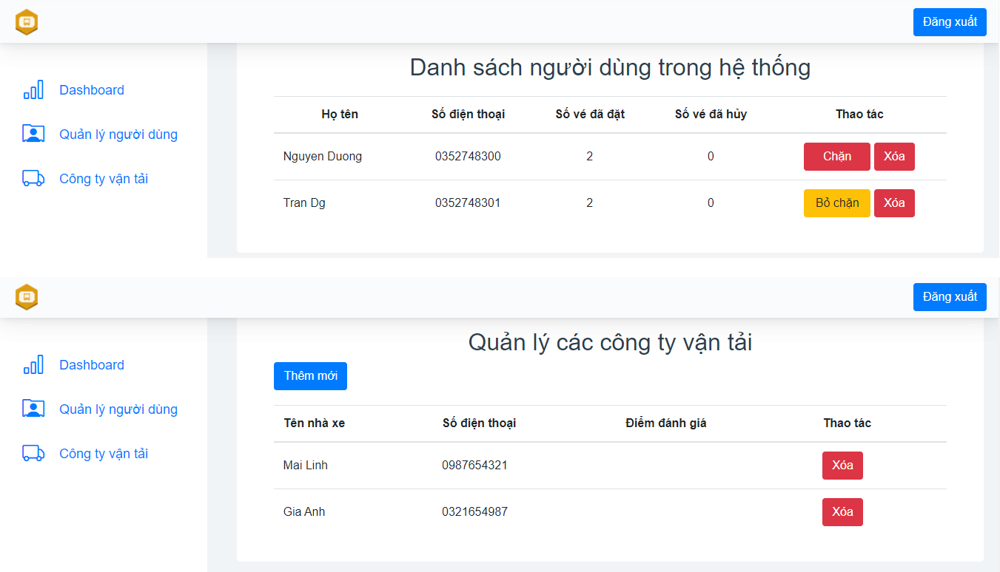 Đăng xuất
Danh sách người dùng trong hệ thống
Dashboard
Quản lý người dùng
Công ty vận tải
Họ tên Số điện thoại Số vé đã đặt Số vé đã hủy Thao tác
Nguyen Duong 0352748300 2 0 Chặn Xóa
Tran Dg 0352748301 2 0 Bỏ chặn Xóa
Đăng xuất
Quản lý các công ty vận tải
Dashboard
Quản lý người dùng
Công ty vận tải
Thêm mới
Tên nhà xe Số điện thoại Điểm đánh giá Thao tác
Mai Linh 0987654321 Xóa
Gia Anh 0321654987 Xóa